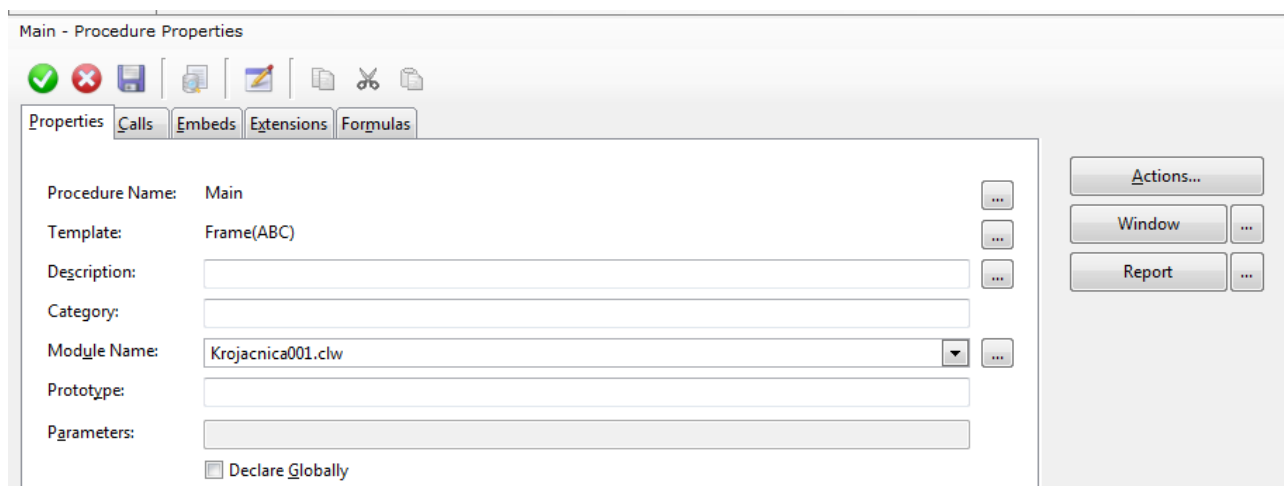 Main - Procedure Properties
Properties Calls Embeds Extensions Formulas
Procedure Name: Main ...
Template: Frame(ABC) ...
Description: ...
Category:
Module Name: Krojacnica001.clw ...
Prototype:
Parameters:
Declare Globally
Actions...
Window ...
Report ...